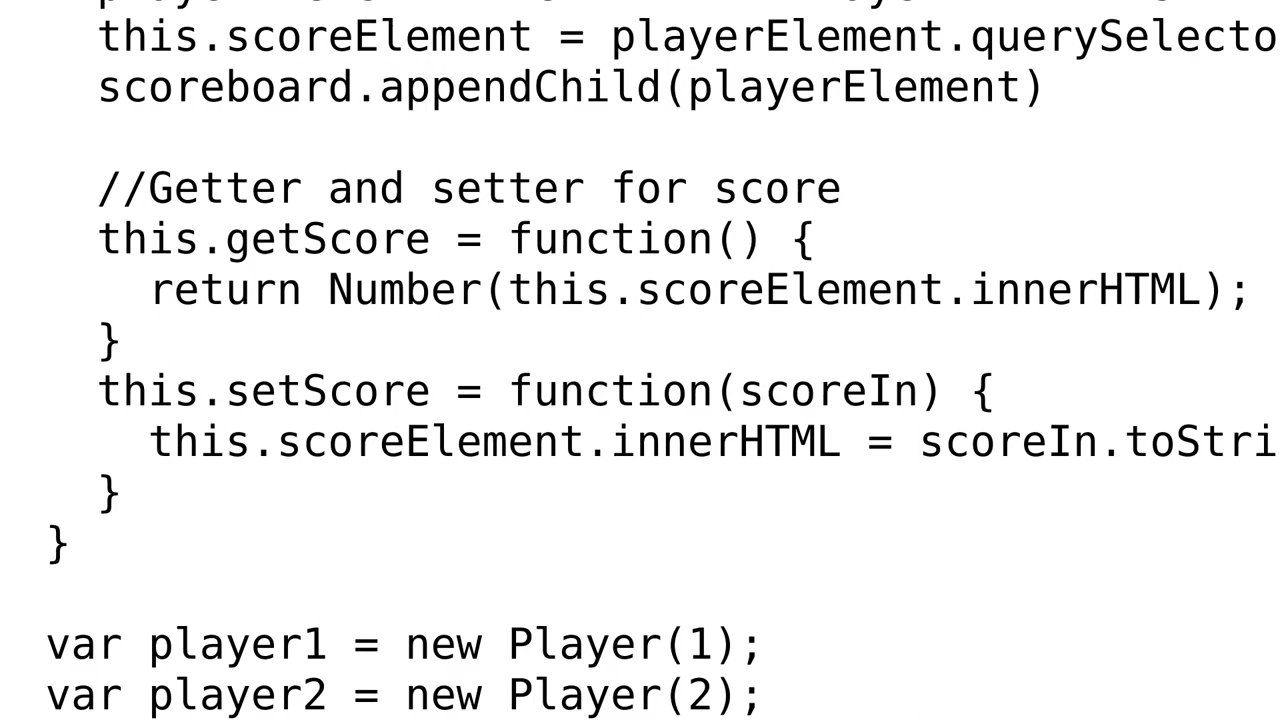 this.scoreElement = playerElement.querySelecto
scoreboard.appendChild(playerElement)
//Getter and setter for score
this.getScore = function() {
return Number(this.scoreElement.innerHTML);
}
this.setScore = function(scoreIn) {
this.scoreElement.innerHTML = scoreIn.toStri
}
}
var player1 = new Player(1);
var player2 = new Player(2);